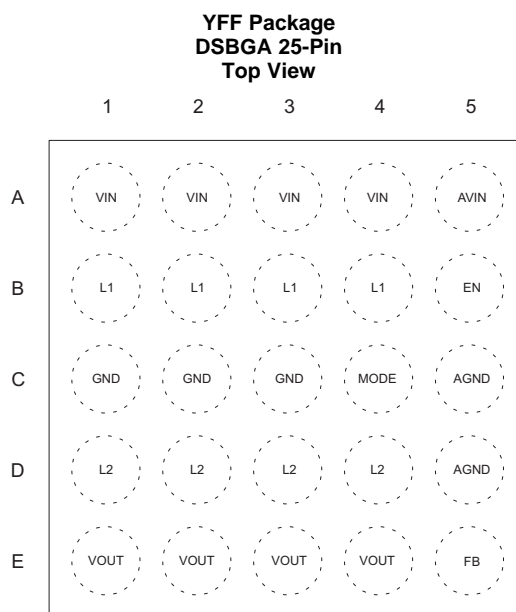 YFF Package
DSBGA 25-Pin
Top View
1 2 3 4 5
A VIN VIN VIN VIN AVIN
B L1 L1 L1 L1 EN
C GND GND GND MODE AGND
D L2 L2 L2 L2 AGND
E VOUT VOUT VOUT VOUT FB